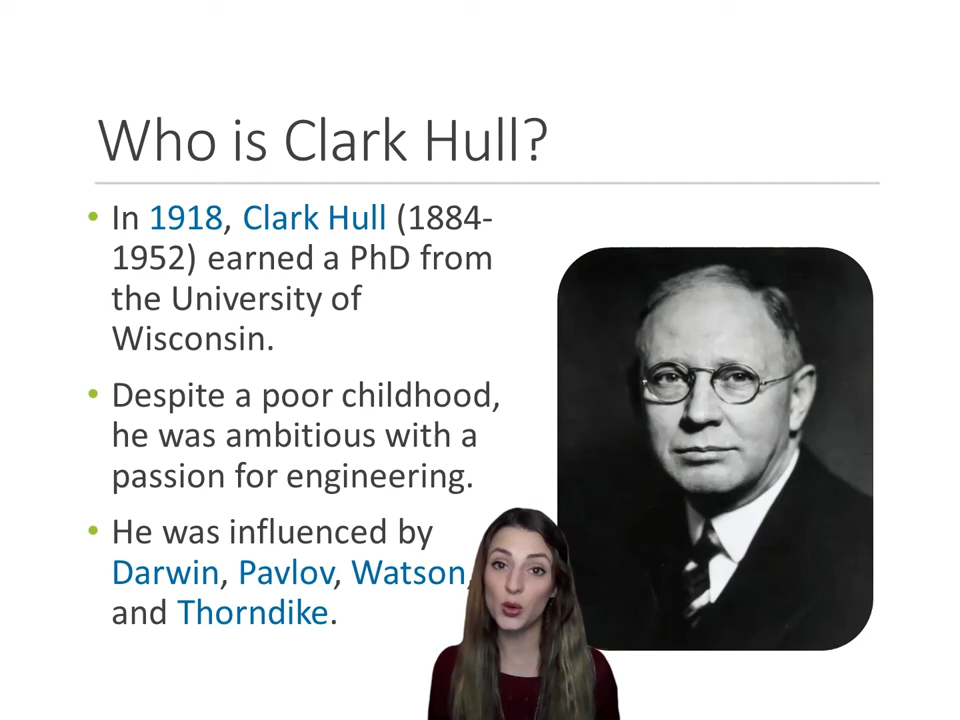 Who is Clark Hull?
• In 1918, Clark Hull (1884-
1952) earned a PhD from
the University of
Wisconsin.
• Despite a poor childhood,
he was ambitious with a
passion for engineering.
• He was influenced by
Darwin, Pavlov, Watson,
and Thorndike.